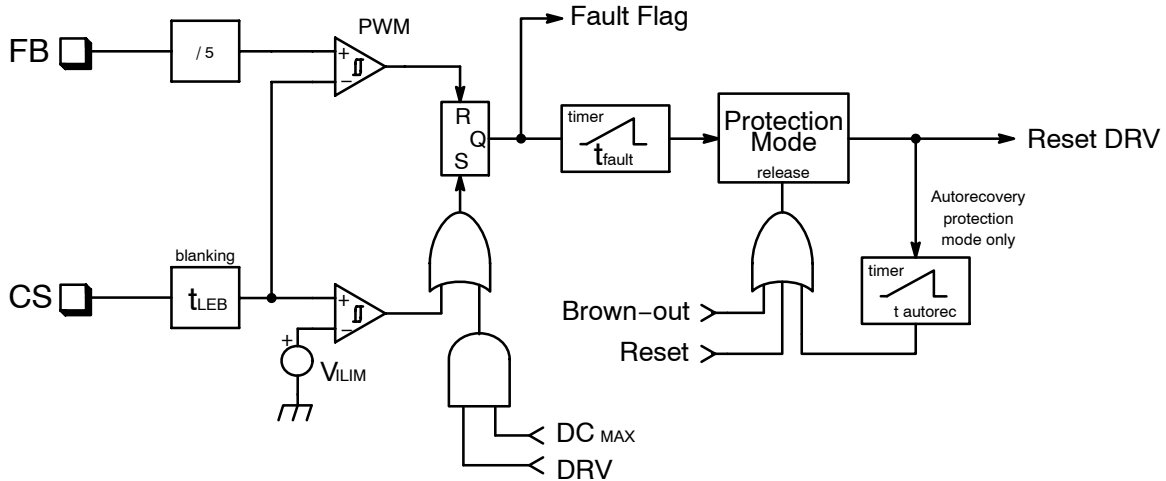 Fault Flag
PWM
FB
/ 5
+
−
R
Q
S
timer
tfault
Protection
Mode
release
Reset DRV
Autorecovery
protection
mode only
blanking
CS
tLEB
+
−
+
VILIM
timer
t autorec
Brown−out
Reset
DC MAX
DRV